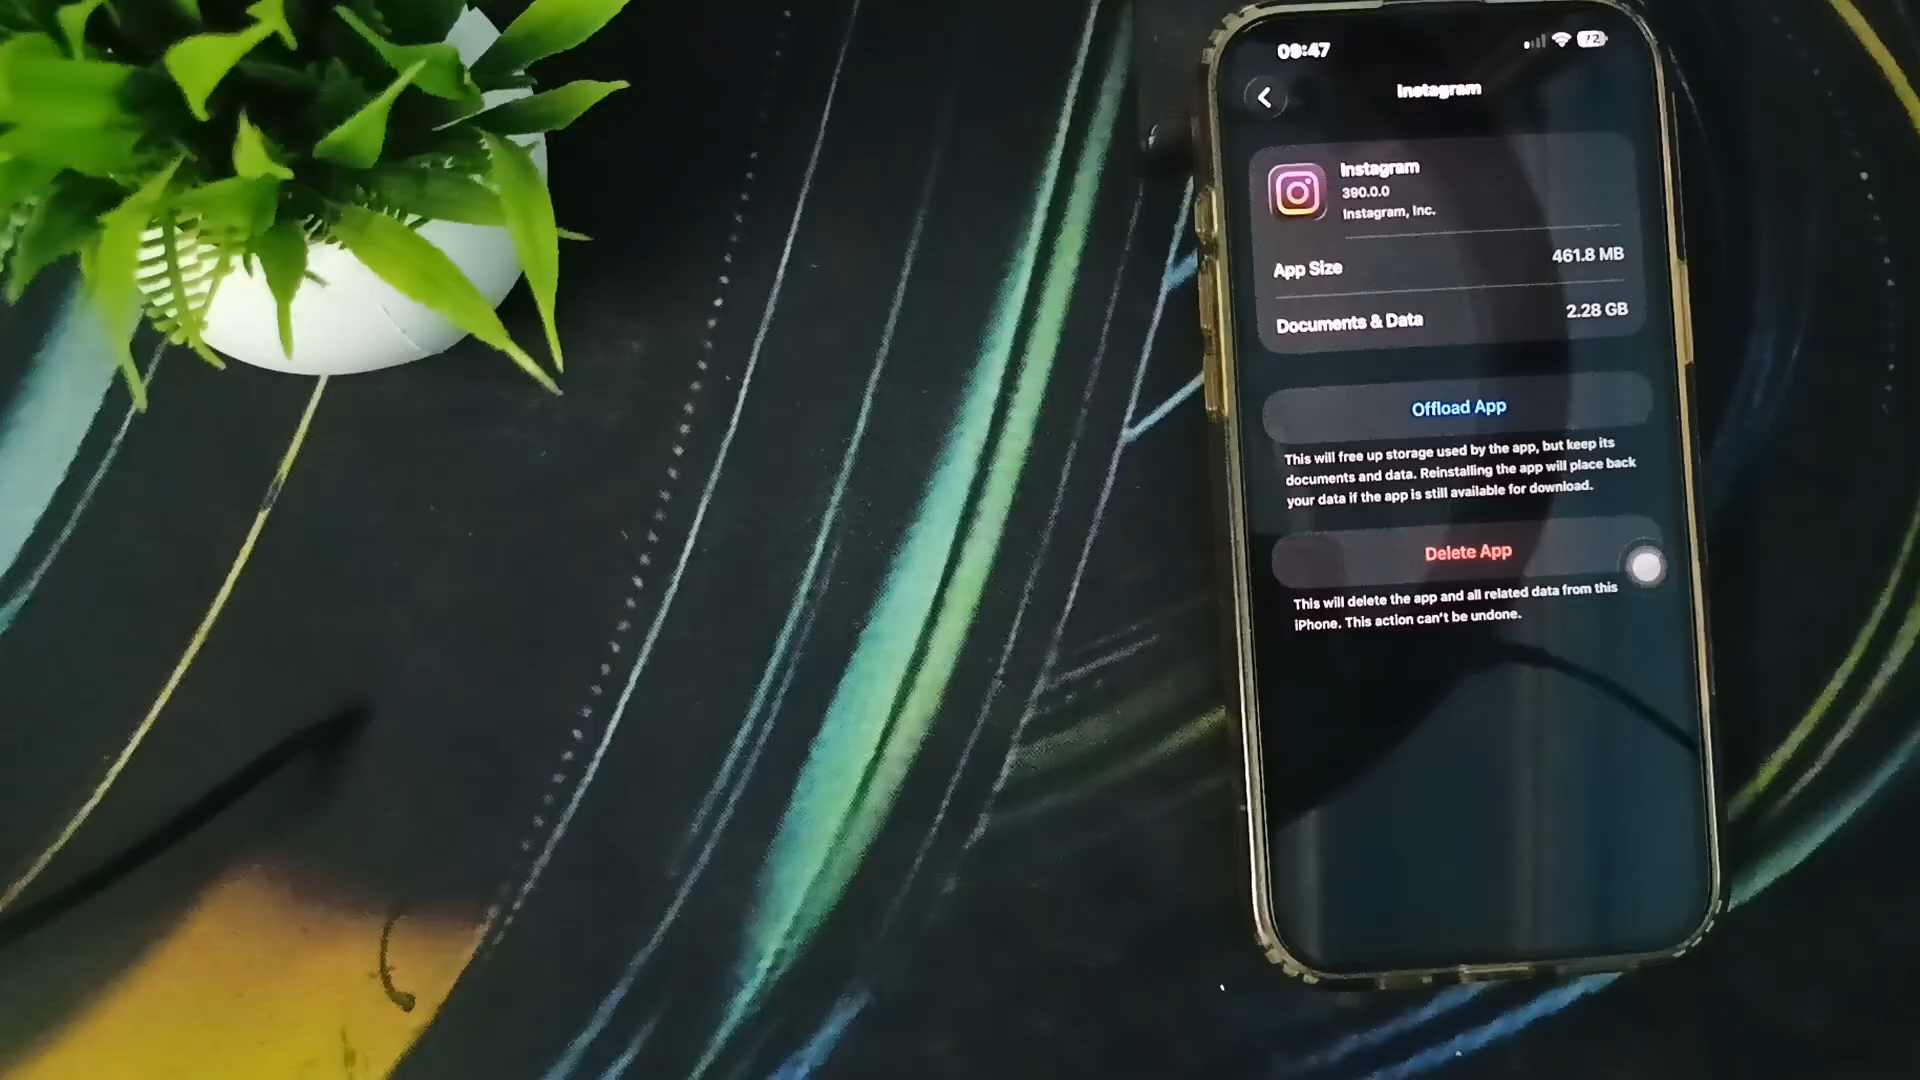 09:47
72
Instagram
Instagram
390.0.0
Instagram, Inc.
App Size
461.8 MB
Documents & Data
2.28 GB
Offload App
This will free up storage used by the app, but keep its
documents and data. Reinstalling the app will place back
your data if the app is still available for download.
Delete App
This will delete the app and all related data from this
iPhone. This action can't be undone.